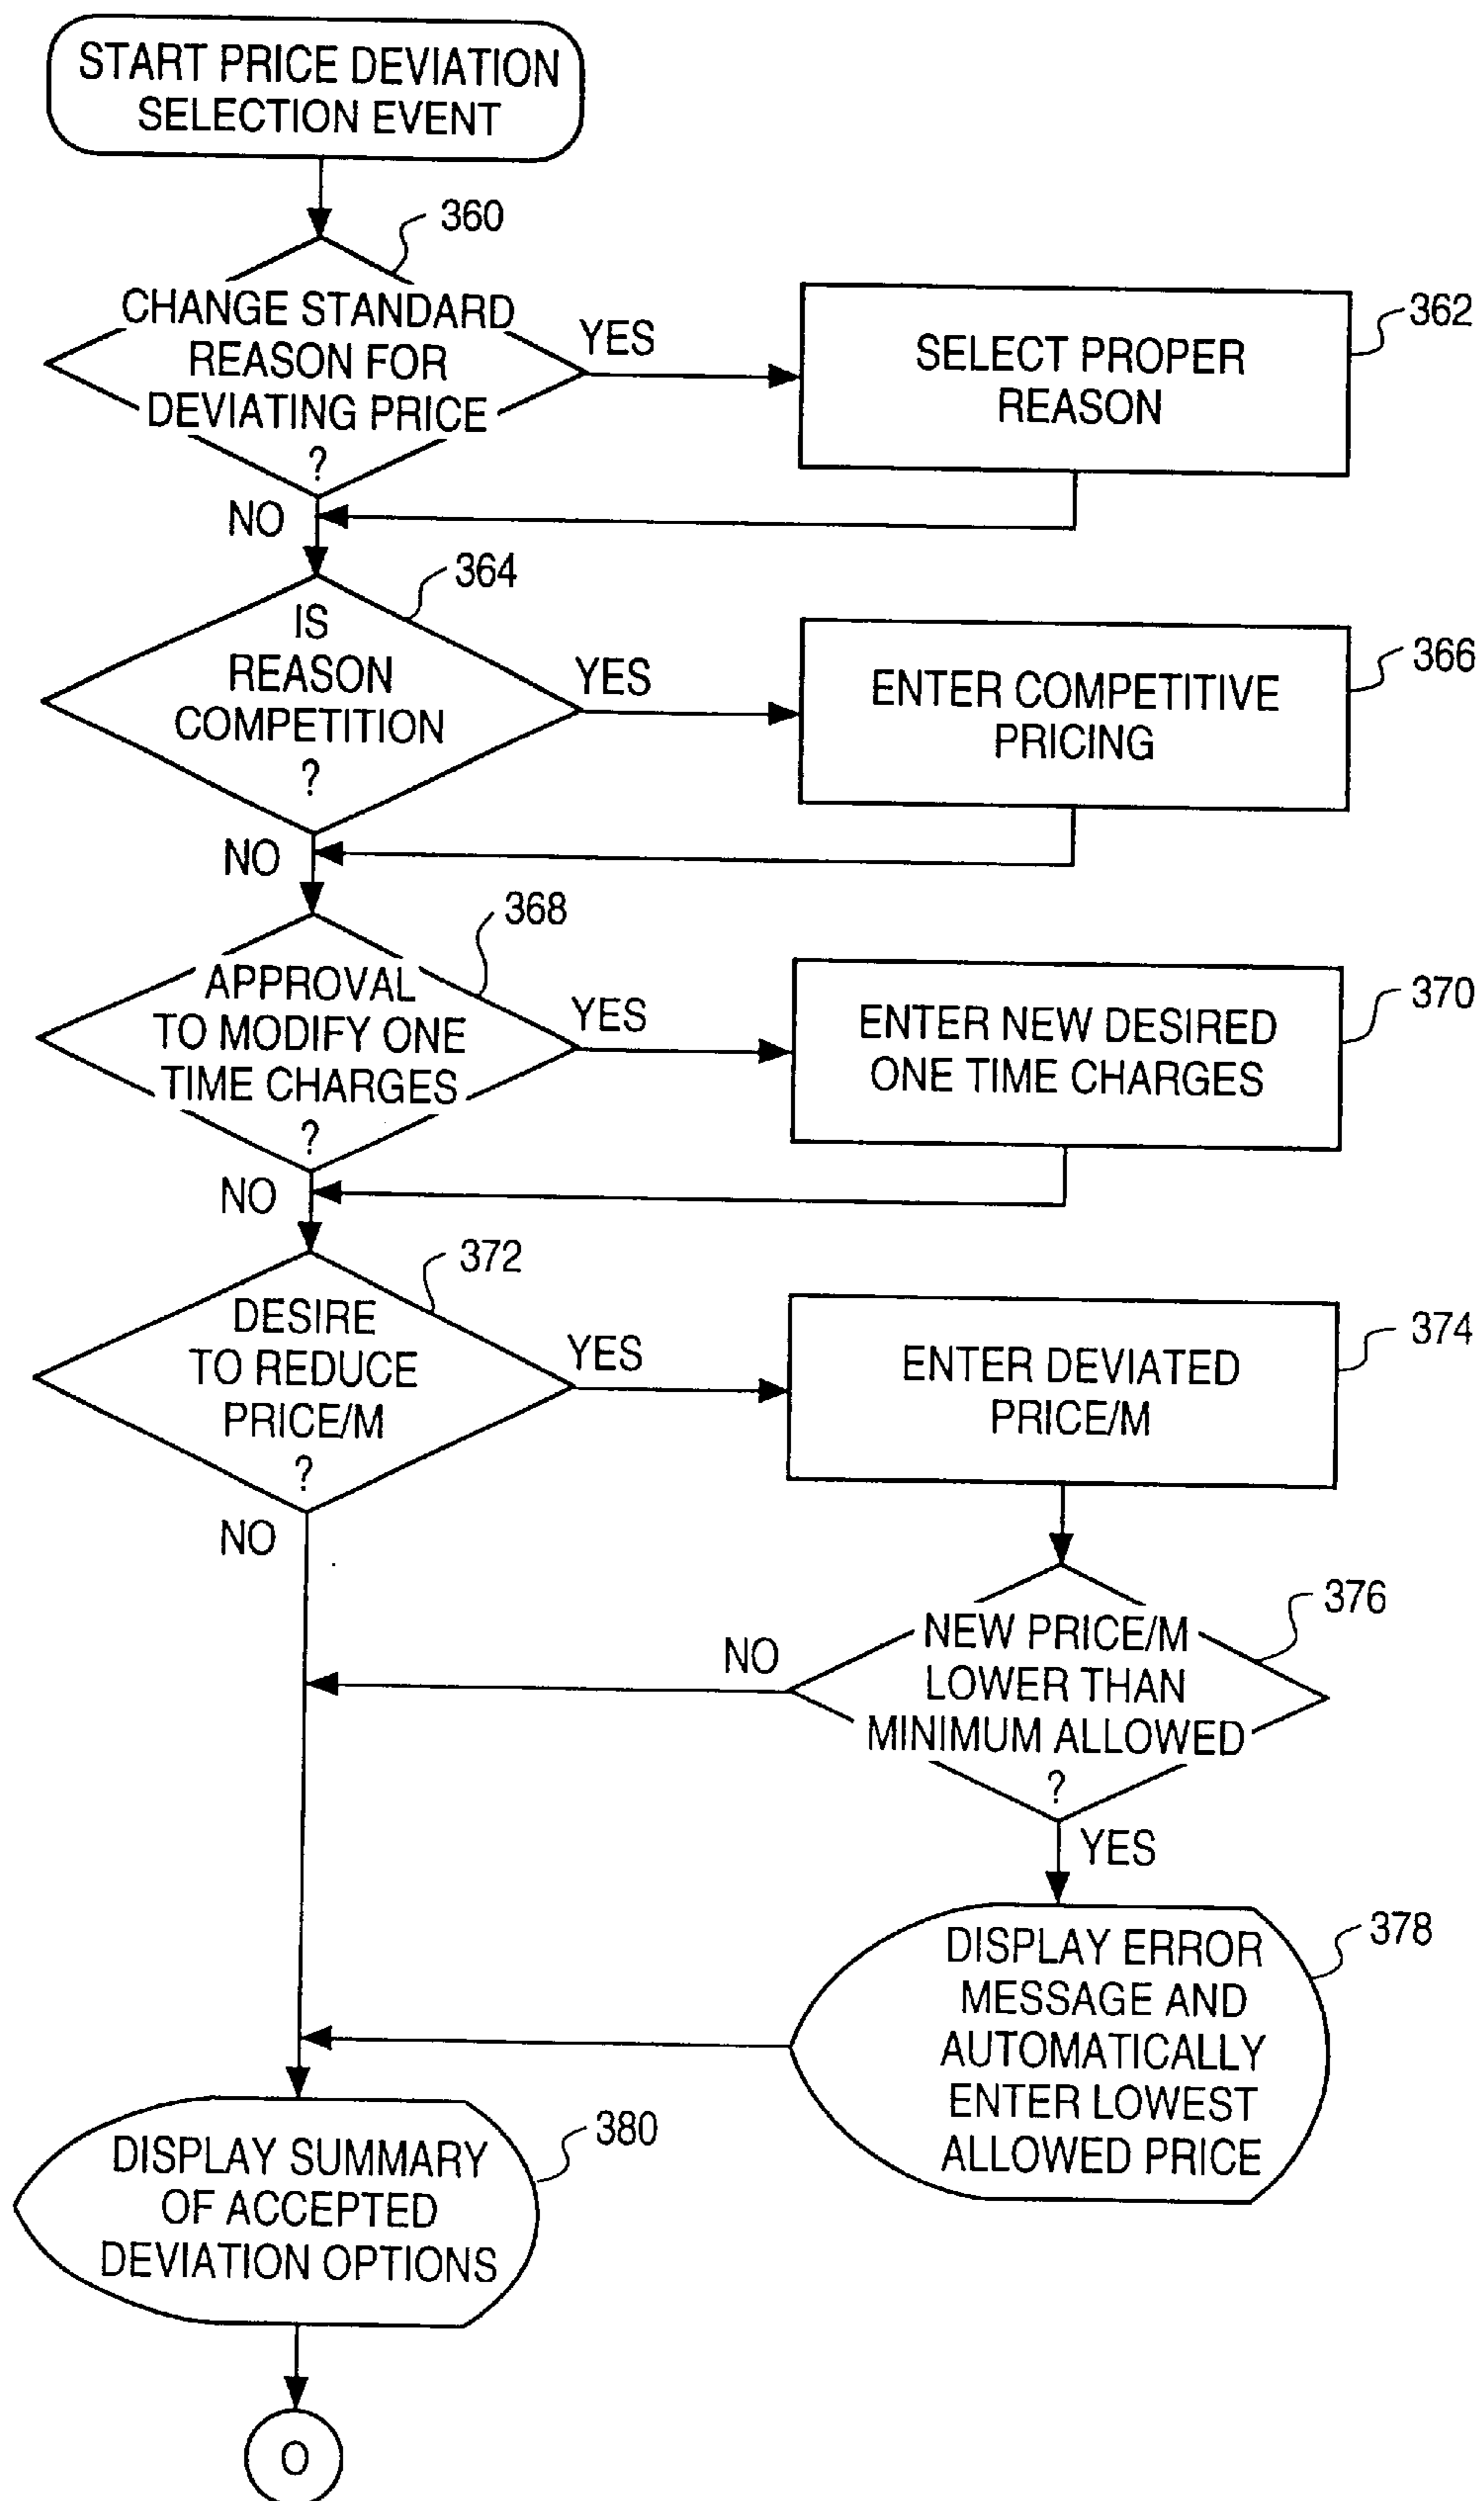 START PRICE DEVIATION
SELECTION EVENT
360
CHANGE STANDARD
REASON FOR
DEVIATING PRICE
?
YES
NO
362
SELECT PROPER
REASON
364
IS
REASON
COMPETITION
?
YES
NO
366
ENTER COMPETITIVE
PRICING
368
APPROVAL
TO MODIFY ONE
TIME CHARGES
?
YES
NO
370
ENTER NEW DESIRED
ONE TIME CHARGES
372
DESIRE
TO REDUCE
PRICE/M
?
YES
NO
374
ENTER DEVIATED
PRICE/M
376
NEW PRICE/M
LOWER THAN
MINIMUM ALLOWED
?
NO
YES
378
DISPLAY ERROR
MESSAGE AND
AUTOMATICALLY
ENTER LOWEST
ALLOWED PRICE
380
DISPLAY SUMMARY
OF ACCEPTED
DEVIATION OPTIONS
O